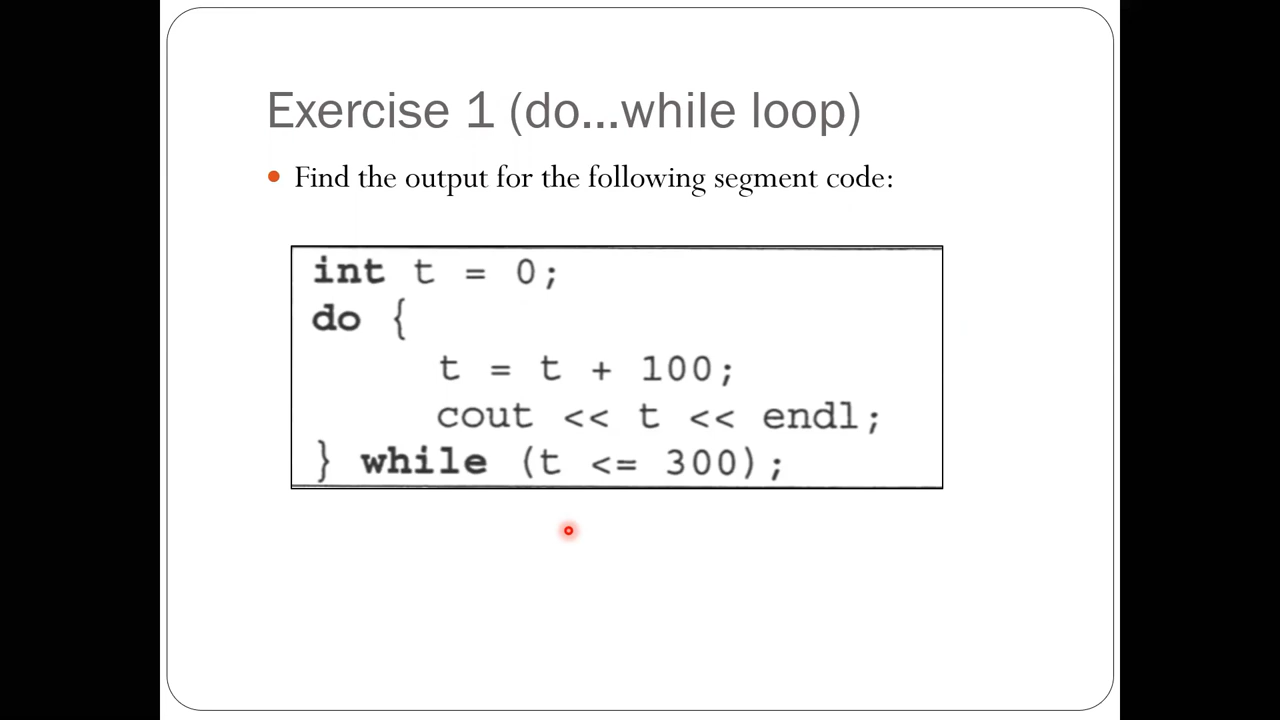 Exercise 1 (do...while loop)
• Find the output for the following segment code:
int t = 0;
do {
t = t + 100;
cout << t << endl;
} while (t <= 300);